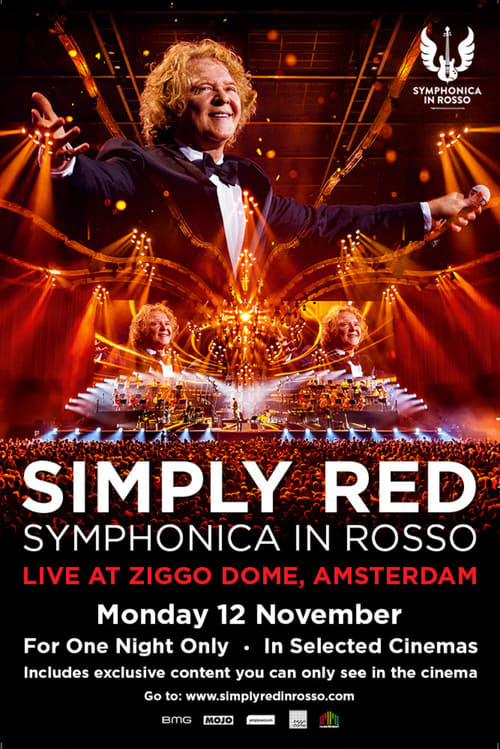 SYMPHONICA
IN ROSSO
SIMPLY RED
SYMPHONICA IN ROSSO
LIVE AT ZIGGO DOME, AMSTERDAM
Monday 12 November
For One Night Only • In Selected Cinemas
Includes exclusive content you can only see in the cinema
Go to: www.simplyredinrosso.com
BMG MOJO